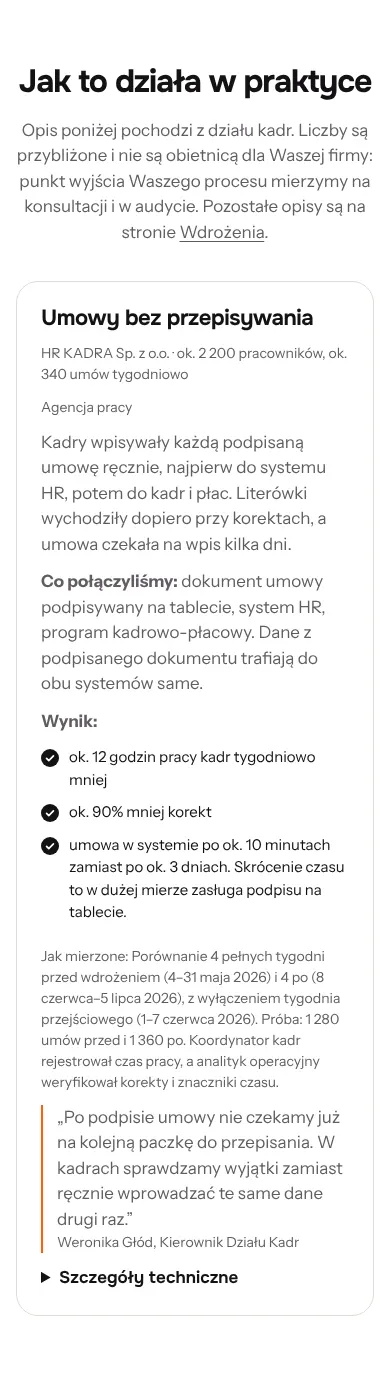 Jak to działa w praktyce
Opis poniżej pochodzi z działu kadr. Liczby są
przybliżone i nie są obietnicą dla Waszej firmy:
punkt wyjścia Waszego procesu mierzymy na
konsultacji i w audycie. Pozostałe opisy są na
stronie Wdrożenia.
Umowy bez przepisywania
HR KADRA Sp. z o.o. · ok. 2 200 pracowników, ok.
340 umów tygodniowo
Agencja pracy
Kadry wpisywały każdą podpisaną
umowę ręcznie, najpierw do systemu
HR, potem do kadr i płac. Literówki
wychodziły dopiero przy korektach, a
umowa czekała na wpis kilka dni.
Co połączyliśmy: dokument umowy
podpisywany na tablecie, system HR,
program kadrowo-płacowy. Dane z
podpisanego dokumentu trafiają do
obu systemów same.
Wynik:
ok. 12 godzin pracy kadr tygodniowo
mniej
ok. 90% mniej korekt
umowa w systemie po ok. 10 minutach
zamiast po ok. 3 dniach. Skrócenie czasu
to w dużej mierze zasługa podpisu na
tablecie.
Jak mierzone: Porównanie 4 pełnych tygodni
przed wdrożeniem (4–31 maja 2026) i 4 po (8
czerwca–5 lipca 2026), z wyłączeniem tygodnia
przejściowego (1–7 czerwca 2026). Próba: 1 280
umów przed i 1 360 po. Koordynator kadr
rejestrował czas pracy, a analityk operacyjny
weryfikował korekty i znaczniki czasu.
„Po podpisie umowy nie czekamy już
na kolejną paczkę do przepisania. W
kadrach sprawdzamy wyjątki zamiast
ręcznie wprowadzać te same dane
drugi raz.”
Weronika Głód, Kierownik Działu Kadr
Szczegóły techniczne